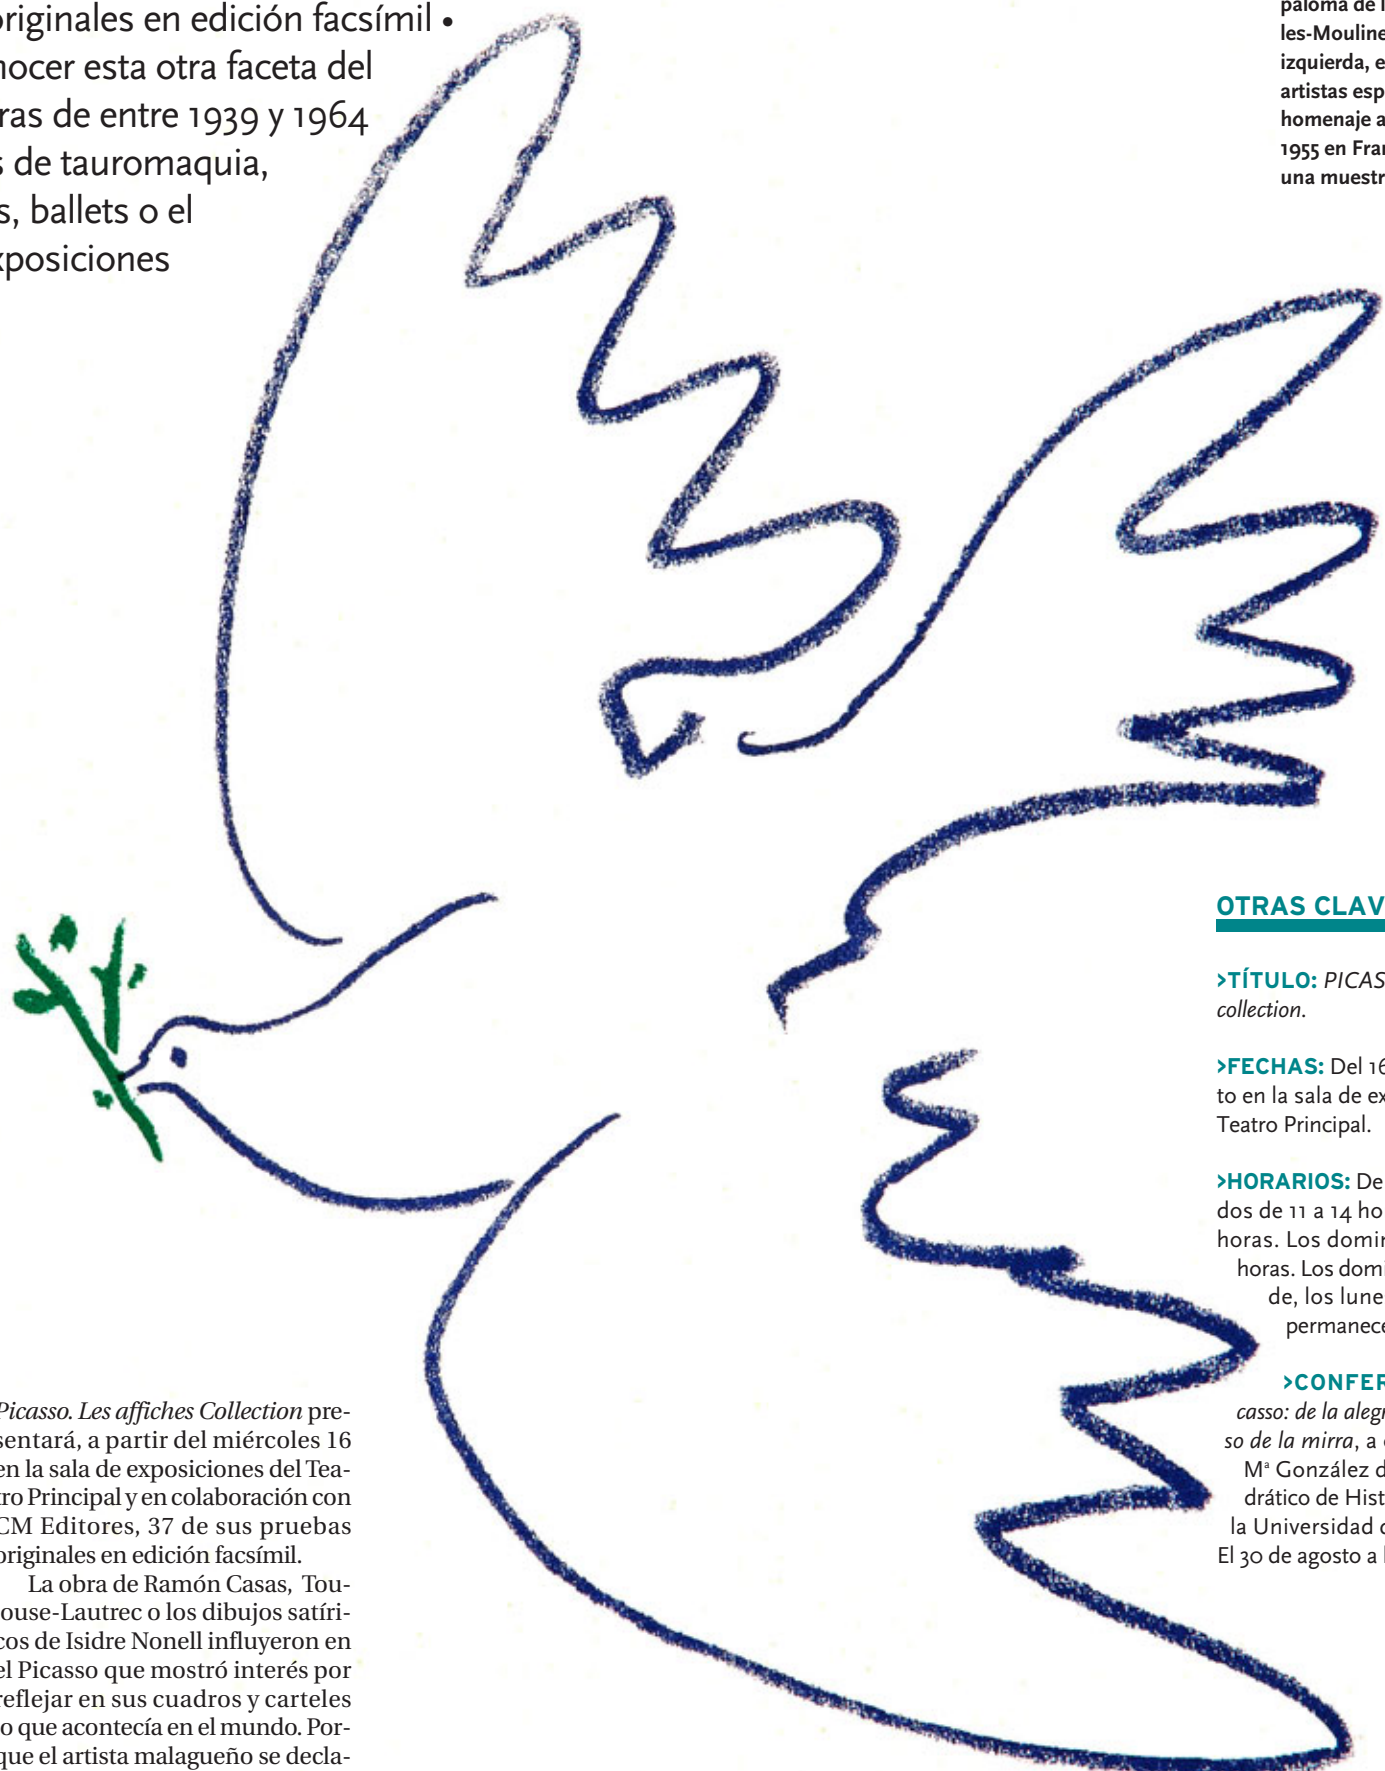 originales en edición facsímil •
nocer esta otra faceta del
ras de entre 1939 y 1964
s de tauromaquia,
s, ballets o el
xposiciones
paloma de l
les-Mouline
izquierda, e
artistas esp
homenaje a
1955 en Fran
una muestr
OTRAS CLAV
>TÍTULO: PICAS
collection.
>FECHAS: Del 16
to en la sala de ex
Teatro Principal.
>HORARIOS: De
dos de 11 a 14 ho
horas. Los domin
horas. Los domi
de, los lune
permanece
>CONFER
casso: de la alegr
so de la mirra, a
Mª González d
drático de Hist
la Universidad
El 30 de agosto a l
Picasso. Les affiches Collection pre-
sentará, a partir del miércoles 16
en la sala de exposiciones del Tea-
tro Principal y en colaboración con
CM Editores, 37 de sus pruebas
originales en edición facsímil.
La obra de Ramón Casas, Tou-
louse-Lautrec o los dibujos satíri-
cos de Isidre Nonell influyeron en
el Picasso que mostró interés por
reflejar en sus cuadros y carteles
lo que acontecía en el mundo. Por-
que el artista malagueño se decla-